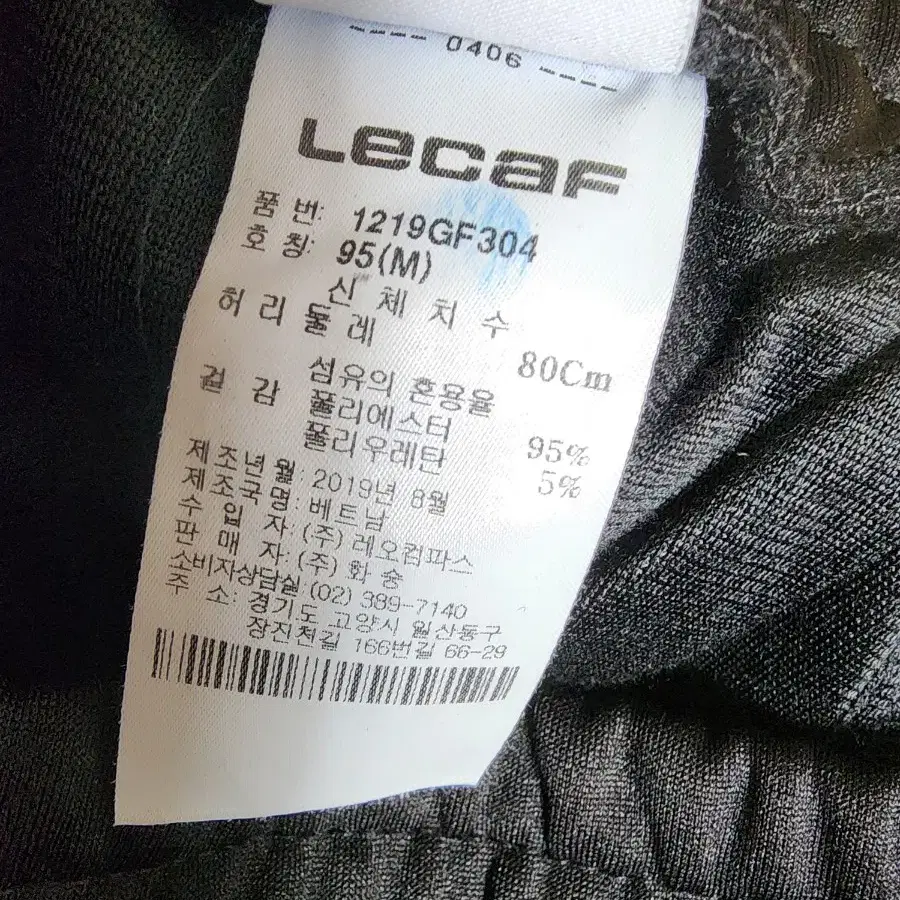 0406
Lecaf
품 번: 1219GF304
호 칭: 95(M)
신 체 치 수
허 리 둘 레 80Cm
섬유의 혼용율
겉 감 폴리에스터 95%
폴리우레탄 5%
제조년월: 2019년 8월
제조국명: 베트남
수 입 자: (주) 레오컴파스
판 매 자: (주) 화 숭
소비자상담실: (02) 389-7140
주 소: 경기도 고양시 일산동구
장진천길 166번길 66-29